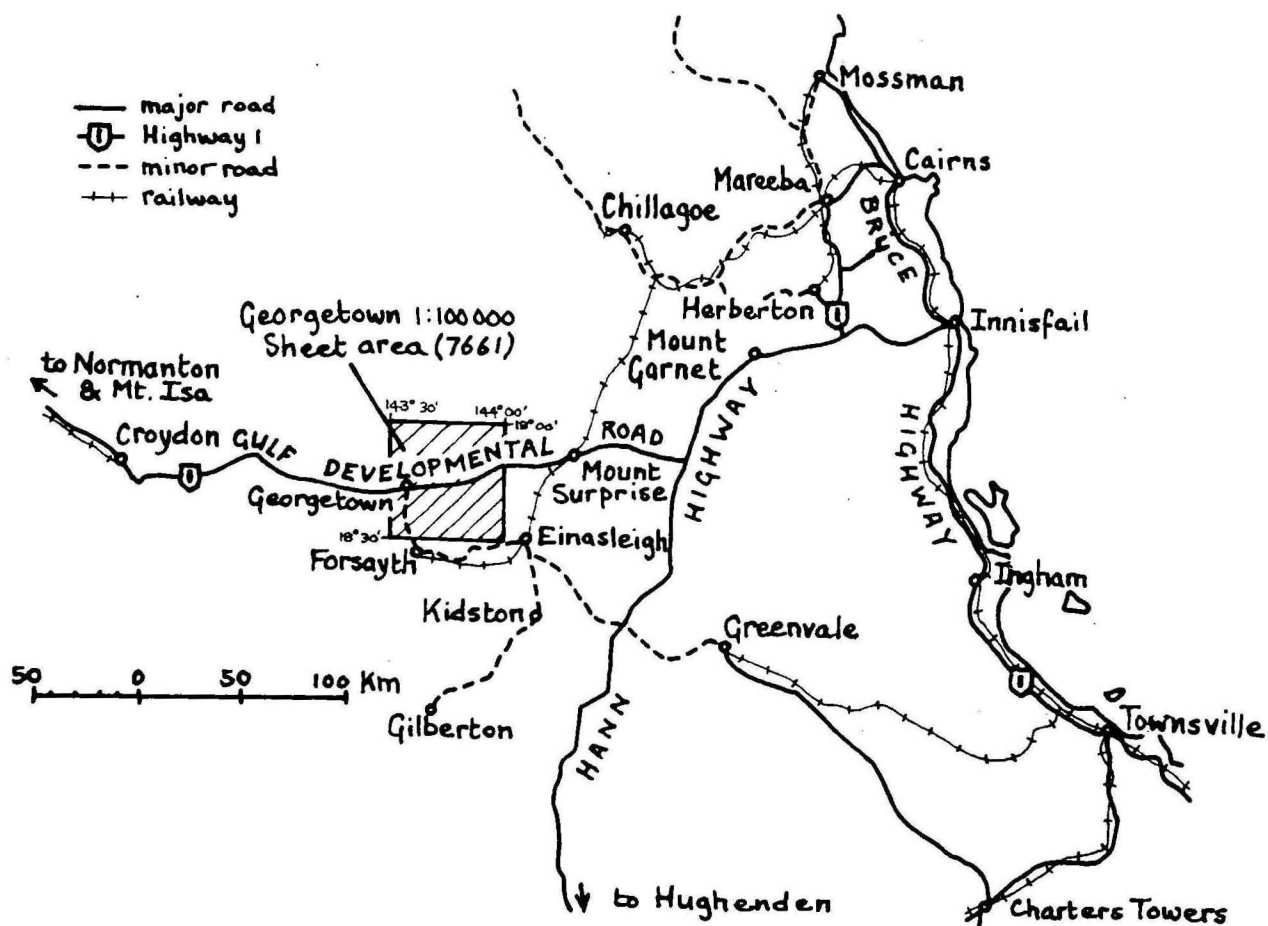 major road
Highway 1
minor road
railway
Mossman
Cairns
Mareeba
Chillagoe
BRUCE
Herberton
1
Innisfail
Georgetown 1:100 000
Sheet area (7661)
Mount
Garnet
to Normanton
& Mt. Isa
143° 30'
144° 00'
18° 00'
Croydon
GULF
DEVELOPMENTAL
ROAD
HIGHWAY
HIGHWAY
1
Georgetown
Mount
Surprise
18° 30'
Forsayth
Einasleigh
Ingham
Kidston
Greenvale
50 0 50 100 Km
Gilberton
HANN
1
Townsville
to Hughenden
Charters Towers